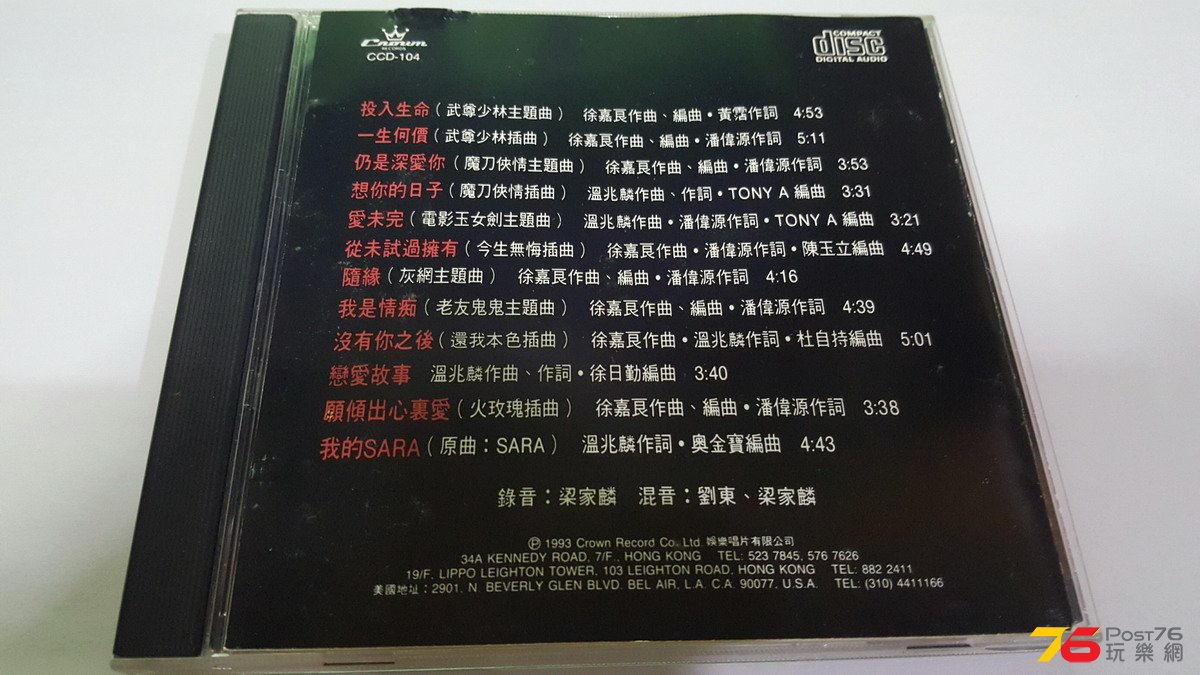 Crown
RECORDS
CCD-104
COMPACT
disc
DIGITAL AUDIO
投入生命（武尊少林主題曲） 徐嘉良作曲、編曲・黃霑作詞 4:53
一生何價（武尊少林插曲） 徐嘉良作曲、編曲・潘偉源作詞 5:11
仍是深愛你（魔刀俠情主題曲） 徐嘉良作曲、編曲・潘偉源作詞 3:53
想你的日子（魔刀俠情插曲） 溫兆麟作曲、作詞・TONY A 編曲 3:31
愛未完（電影玉女劍主題曲） 溫兆麟作曲・潘偉源作詞・TONY A 編曲 3:21
從未試過擁有（今生無悔插曲） 徐嘉良作曲・潘偉源作詞・陳玉立編曲 4:49
隨緣（灰網主題曲） 徐嘉良作曲、編曲・潘偉源作詞 4:16
我是情痴（老友鬼鬼主題曲） 徐嘉良作曲、編曲・潘偉源作詞 4:39
沒有你之後（還我本色插曲） 徐嘉良作曲・溫兆麟作詞・杜自持編曲 5:01
戀愛故事 溫兆麟作曲、作詞・徐日勤編曲 3:40
願傾出心裏愛（火玫瑰插曲） 徐嘉良作曲、編曲・潘偉源作詞 3:38
我的SARA（原曲：SARA） 溫兆麟作詞・奧金寶編曲 4:43
錄音：梁家麟 混音：劉東、梁家麟
Ⓟ 1993 Crown Record Co., Ltd. 娛樂唱片有限公司
34A KENNEDY ROAD, 7/F., HONG KONG TEL: 523 7845, 576 7626
19/F, LIPPO LEIGHTON TOWER, 103 LEIGHTON ROAD, HONG KONG TEL: 882 2411
美國地址：2901, N. BEVERLY GLEN BLVD. BEL AIR, L.A. C.A. 90077, U.S.A. TEL: (310) 4411166
76 POST76
玩樂網